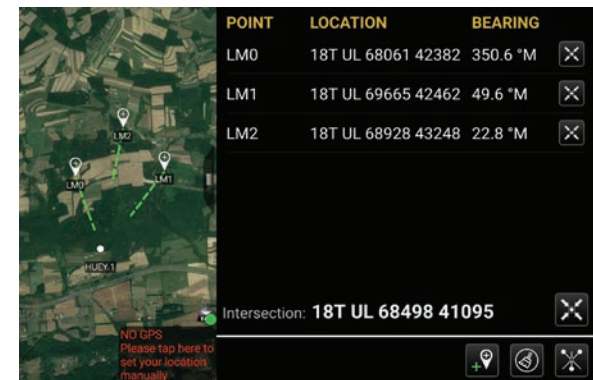 POINT LOCATION BEARING
LM0 18T UL 68061 42382 350.6 °M
LM1 18T UL 69665 42462 49.6 °M
LM2 18T UL 68928 43248 22.8 °M
Intersection: 18T UL 68498 41095
LM2
LM0
LM1
HUEY.1
NO GPS
Please tap here to
set your location
manually